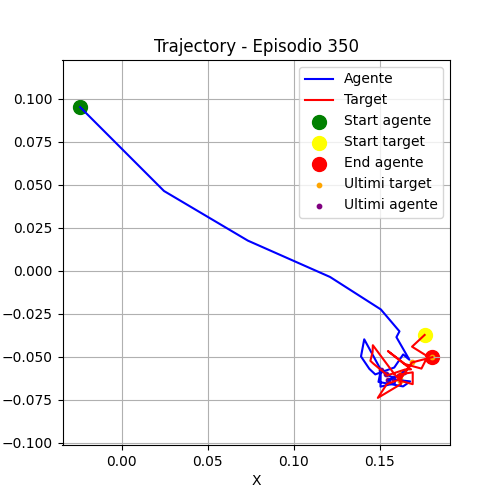 Trajectory - Episodio 350
Agente
Target
Start agente
Start target
End agente
Ultimi target
Ultimi agente
0.100
0.075
0.050
0.025
0.000
−0.025
−0.050
−0.075
−0.100
0.00 0.05 0.10 0.15
X